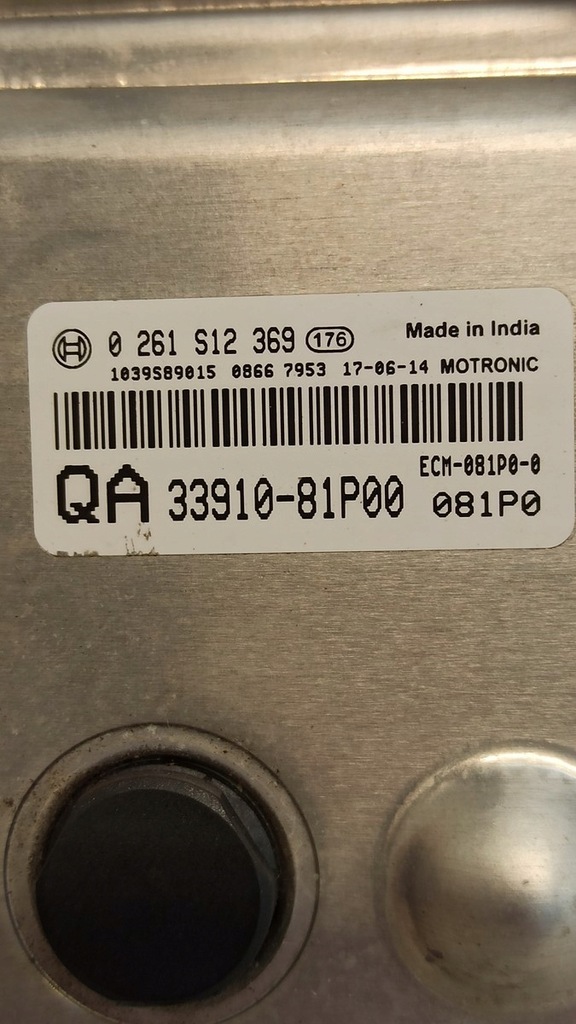 0 261 S12 369 176 Made in India
1039S89015 0866 7953 17-06-14 MOTRONIC
ECM-081P0-0
QA 33910-81P00 081P0